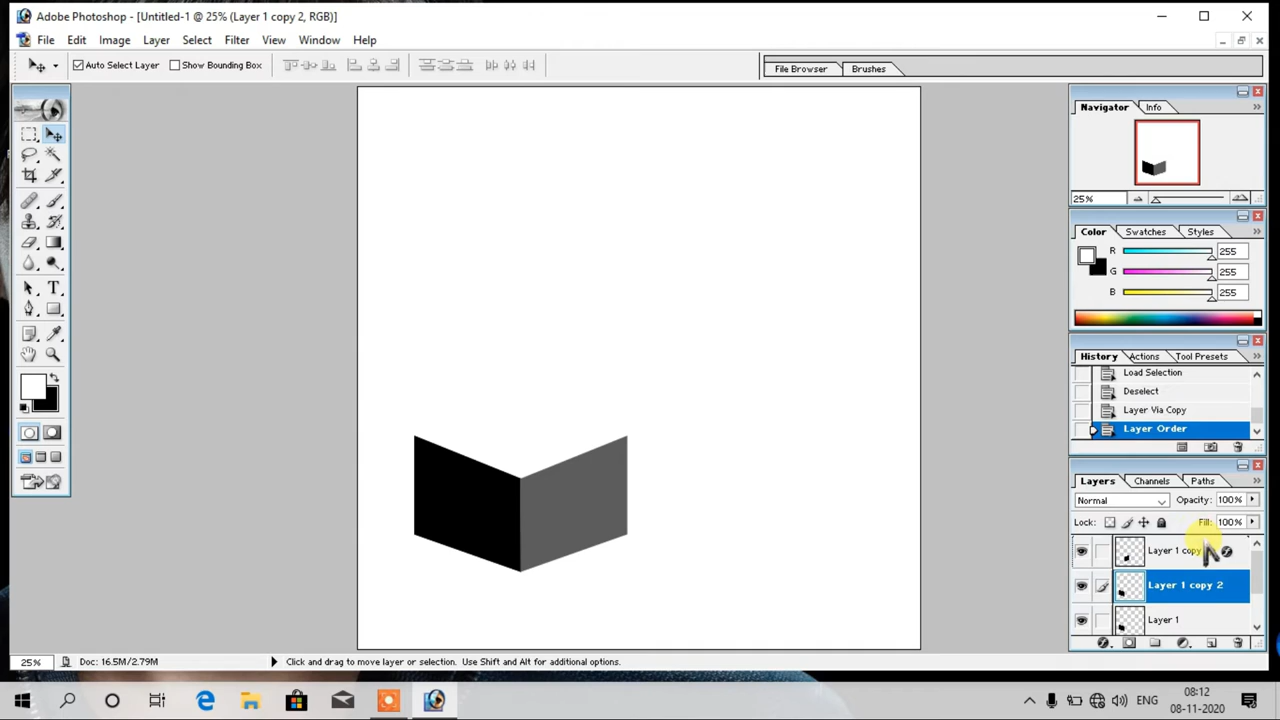 Adobe Photoshop - [Untitled-1 @ 25% (Layer 1 copy 2, RGB)]
File Edit Image Layer Select Filter View Window Help
Auto Select Layer Show Bounding Box File Browser Brushes
Navigator Info
25%
Color Swatches Styles
R 255
G 255
B 255
History Actions Tool Presets
Load Selection
Deselect
Layer Via Copy
Layer Order
Layers Channels Paths
Normal Opacity: 100%
Lock: Fill: 100%
Layer 1 copy
Layer 1 copy 2
Layer 1
25% Doc: 16.5M/2.79M Click and drag to move layer or selection. Use Shift and Alt for additional options.
ENG 08:12
08-11-2020